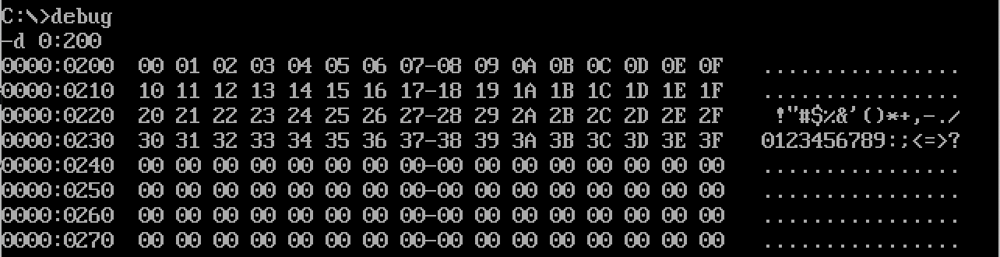 C:\>debug
-d 0:200
0000:0200  00 01 02 03 04 05 06 07-08 09 0A 0B 0C 0D 0E 0F   ................
0000:0210  10 11 12 13 14 15 16 17-18 19 1A 1B 1C 1D 1E 1F   ................
0000:0220  20 21 22 23 24 25 26 27-28 29 2A 2B 2C 2D 2E 2F    !"#$%&'()*+,-./
0000:0230  30 31 32 33 34 35 36 37-38 39 3A 3B 3C 3D 3E 3F   0123456789:;<=>?
0000:0240  00 00 00 00 00 00 00 00-00 00 00 00 00 00 00 00   ................
0000:0250  00 00 00 00 00 00 00 00-00 00 00 00 00 00 00 00   ................
0000:0260  00 00 00 00 00 00 00 00-00 00 00 00 00 00 00 00   ................
0000:0270  00 00 00 00 00 00 00 00-00 00 00 00 00 00 00 00   ................